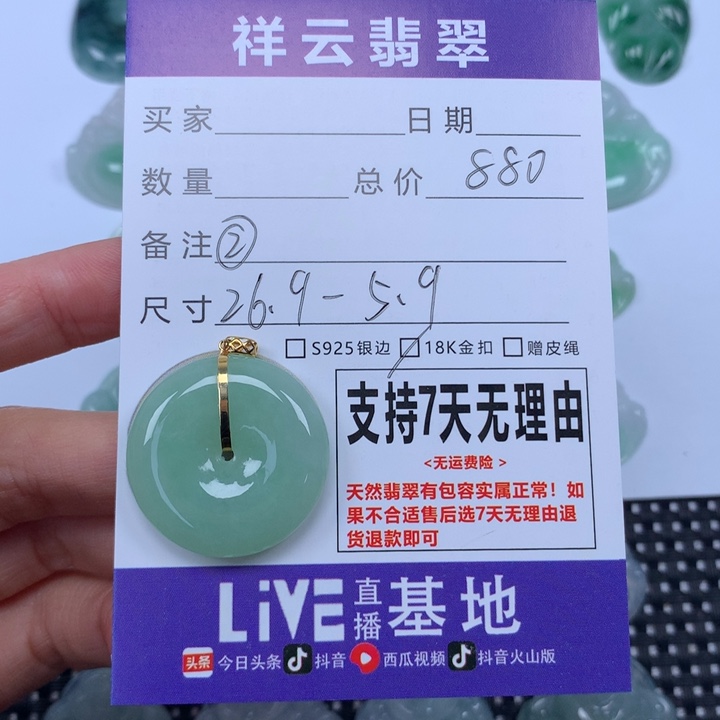 祥云翡翠
买家 日期
数量 总价 880
备注 ②
尺寸 26.9-5.9
S925银边 18K金扣 赠皮绳
支持7天无理由
<无运费险>
天然翡翠有包容实属正常！如
果不合适售后选7天无理由退
货退款即可
LiVE直播基地
头条 今日头条 抖音 西瓜视频 抖音火山版